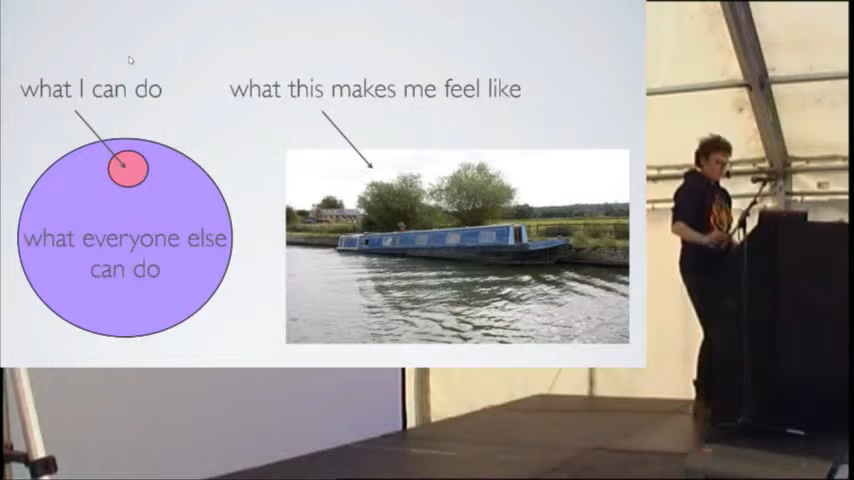 what I can do
what this makes me feel like
what everyone else
can do